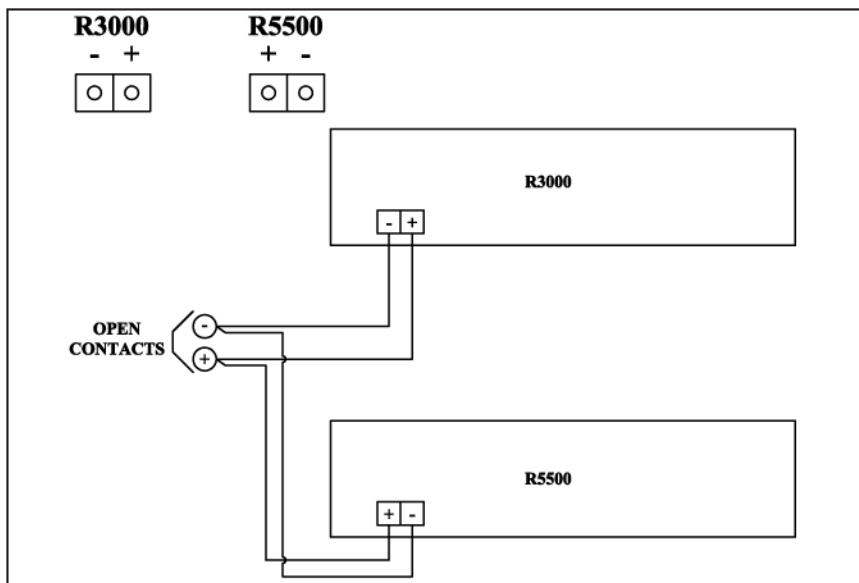 R3000 R5500
- + + -
R3000
- +
OPEN
CONTACTS
-
+
R5500
+ -